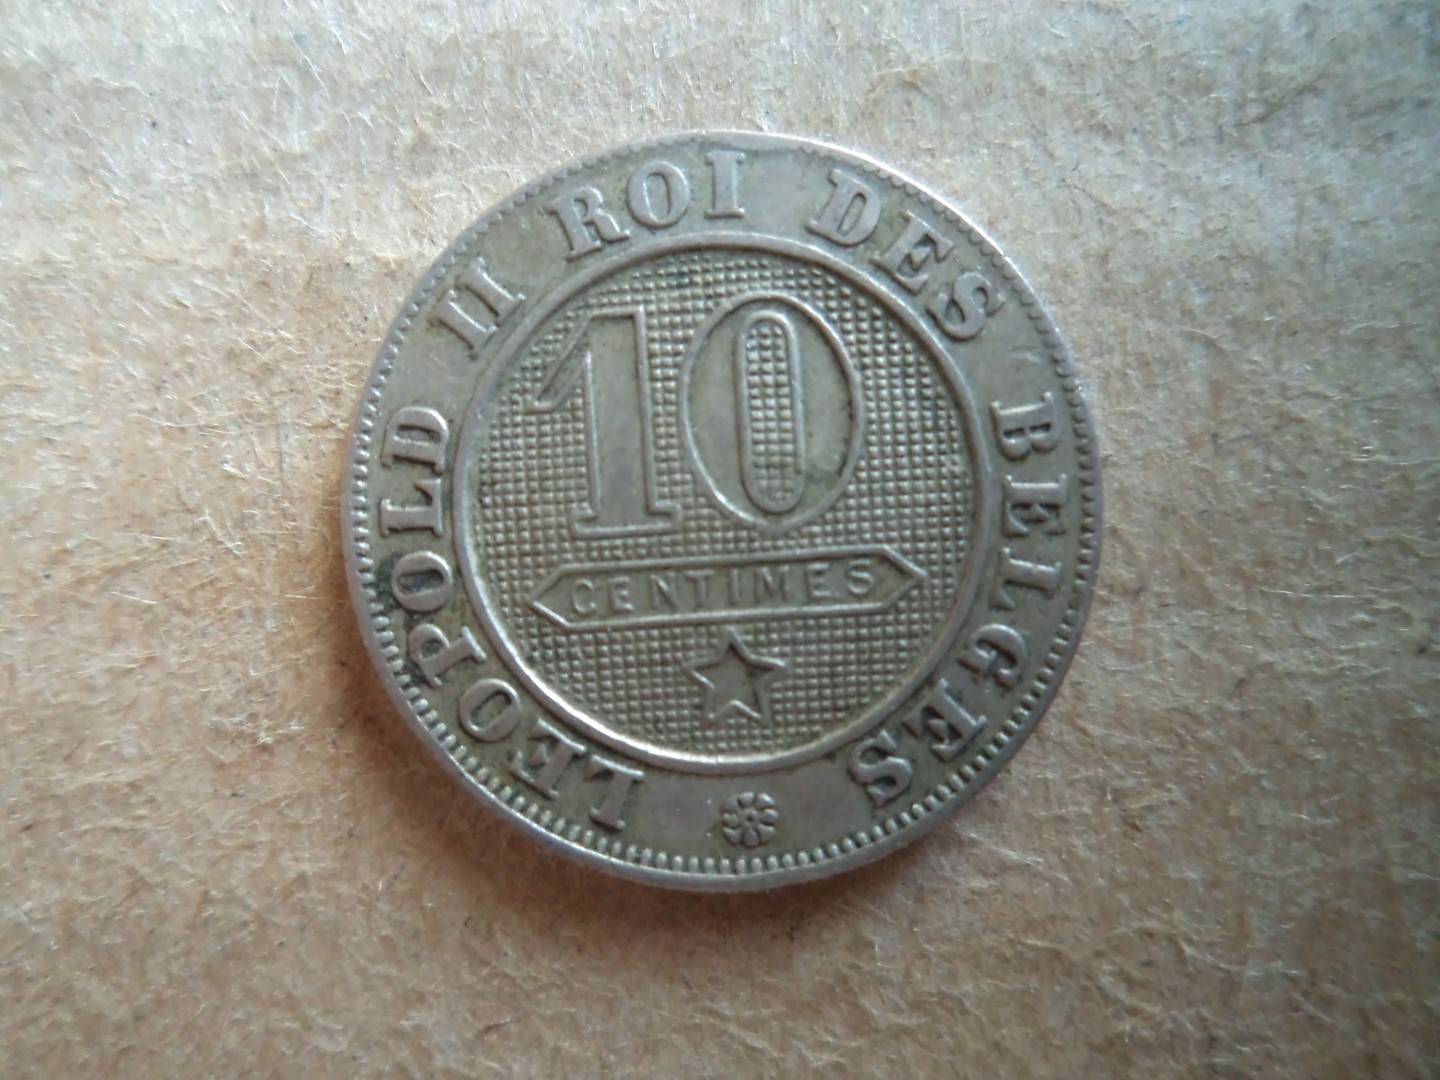 LEOPOLD II ROI DES BELGES
10
CENTIMES